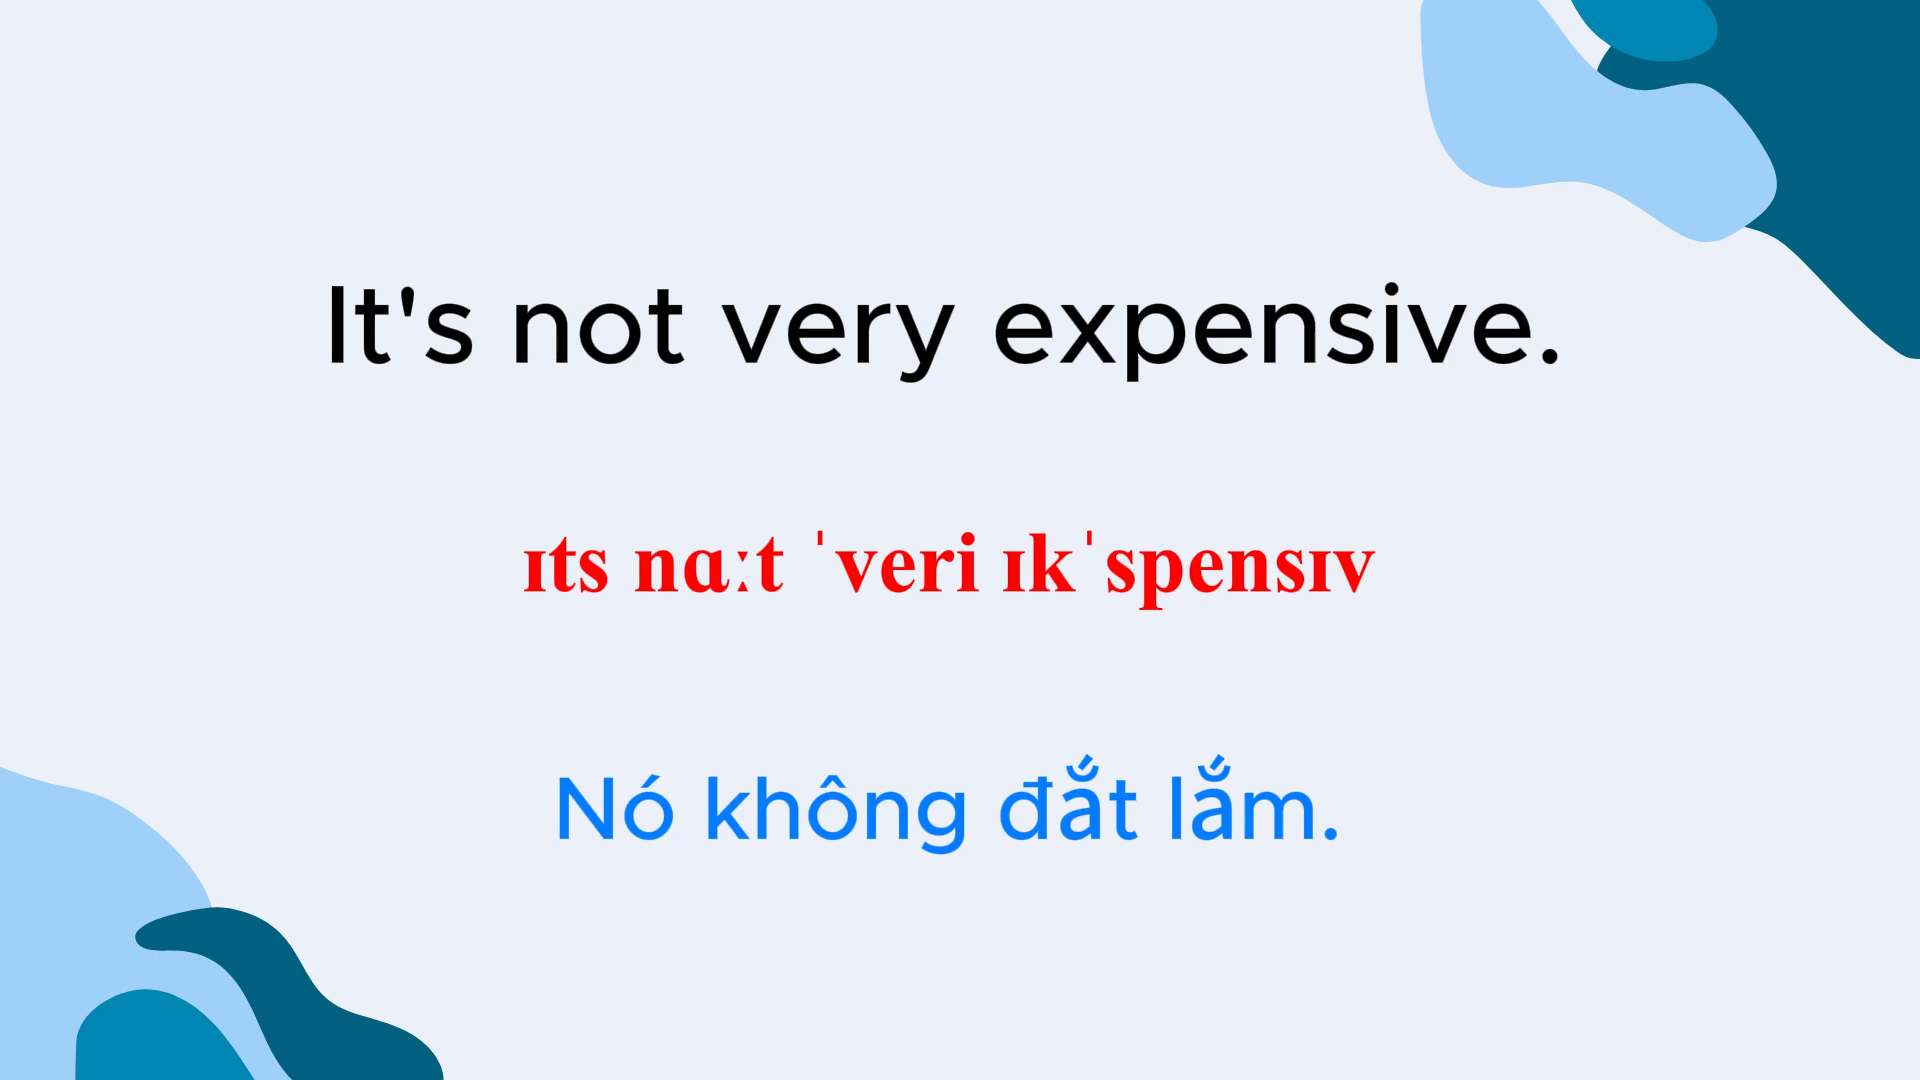 It's not very expensive.
ɪts nɑːt ˈveri ɪkˈspensɪv
Nó không đắt lắm.